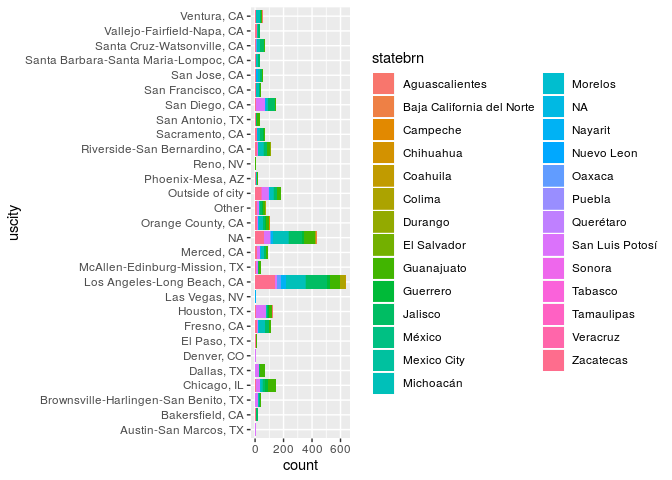 Ventura, CA
Vallejo-Fairfield-Napa, CA
Santa Cruz-Watsonville, CA
Santa Barbara-Santa Maria-Lompoc, CA
San Jose, CA
San Francisco, CA
San Diego, CA
San Antonio, TX
Sacramento, CA
Riverside-San Bernardino, CA
Reno, NV
Phoenix-Mesa, AZ
Outside of city
Other
Orange County, CA
NA
Merced, CA
McAllen-Edinburg-Mission, TX
Los Angeles-Long Beach, CA
Las Vegas, NV
Houston, TX
Fresno, CA
El Paso, TX
Denver, CO
Dallas, TX
Chicago, IL
Brownsville-Harlingen-San Benito, TX
Bakersfield, CA
Austin-San Marcos, TX
uscity
0 200 400 600
count
statebrn
Aguascalientes
Baja California del Norte
Campeche
Chihuahua
Coahuila
Colima
Durango
El Salvador
Guanajuato
Guerrero
Jalisco
México
Mexico City
Michoacán
Morelos
NA
Nayarit
Nuevo Leon
Oaxaca
Puebla
Querétaro
San Luis Potosí
Sonora
Tabasco
Tamaulipas
Veracruz
Zacatecas